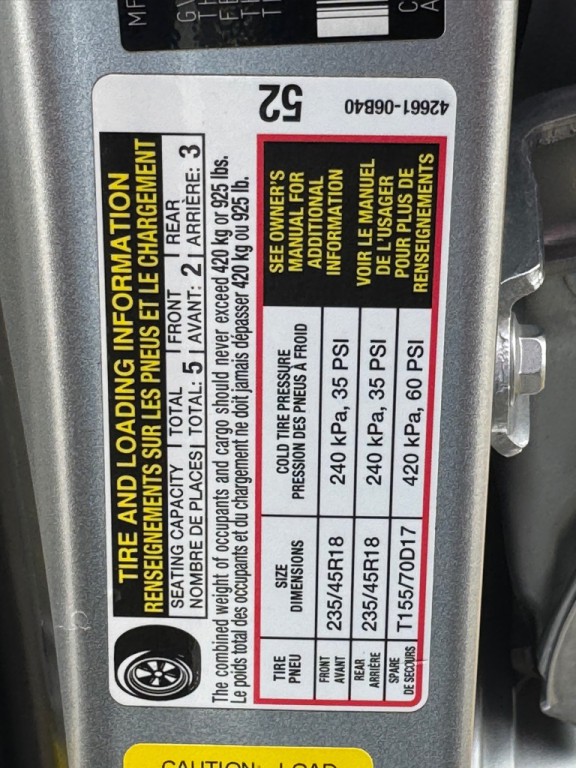 TIRE AND LOADING INFORMATION
RENSEIGNEMENTS SUR LES PNEUS ET LE CHARGEMENT
SEATING CAPACITY | TOTAL | FRONT | REAR
NOMBRE DE PLACES | TOTAL: 5 | AVANT: 2 | ARRIÈRE: 3
The combined weight of occupants and cargo should never exceed 420 kg or 925 lbs.
Le poids total des occupants et du chargement ne doit jamais dépasser 420 kg ou 925 lb.
TIRE SIZE COLD TIRE PRESSURE
PNEU DIMENSIONS PRESSION DES PNEUS À FROID
FRONT
AVANT 235/45R18 240 kPa, 35 PSI
REAR
ARRIÈRE 235/45R18 240 kPa, 35 PSI
SPARE
DE SECOURS T155/70D17 420 kPa, 60 PSI
SEE OWNER'S
MANUAL FOR
ADDITIONAL
INFORMATION
VOIR LE MANUEL
DE L'USAGER
POUR PLUS DE
RENSEIGNEMENTS
52
42661-06B40
CAUTION LOAD